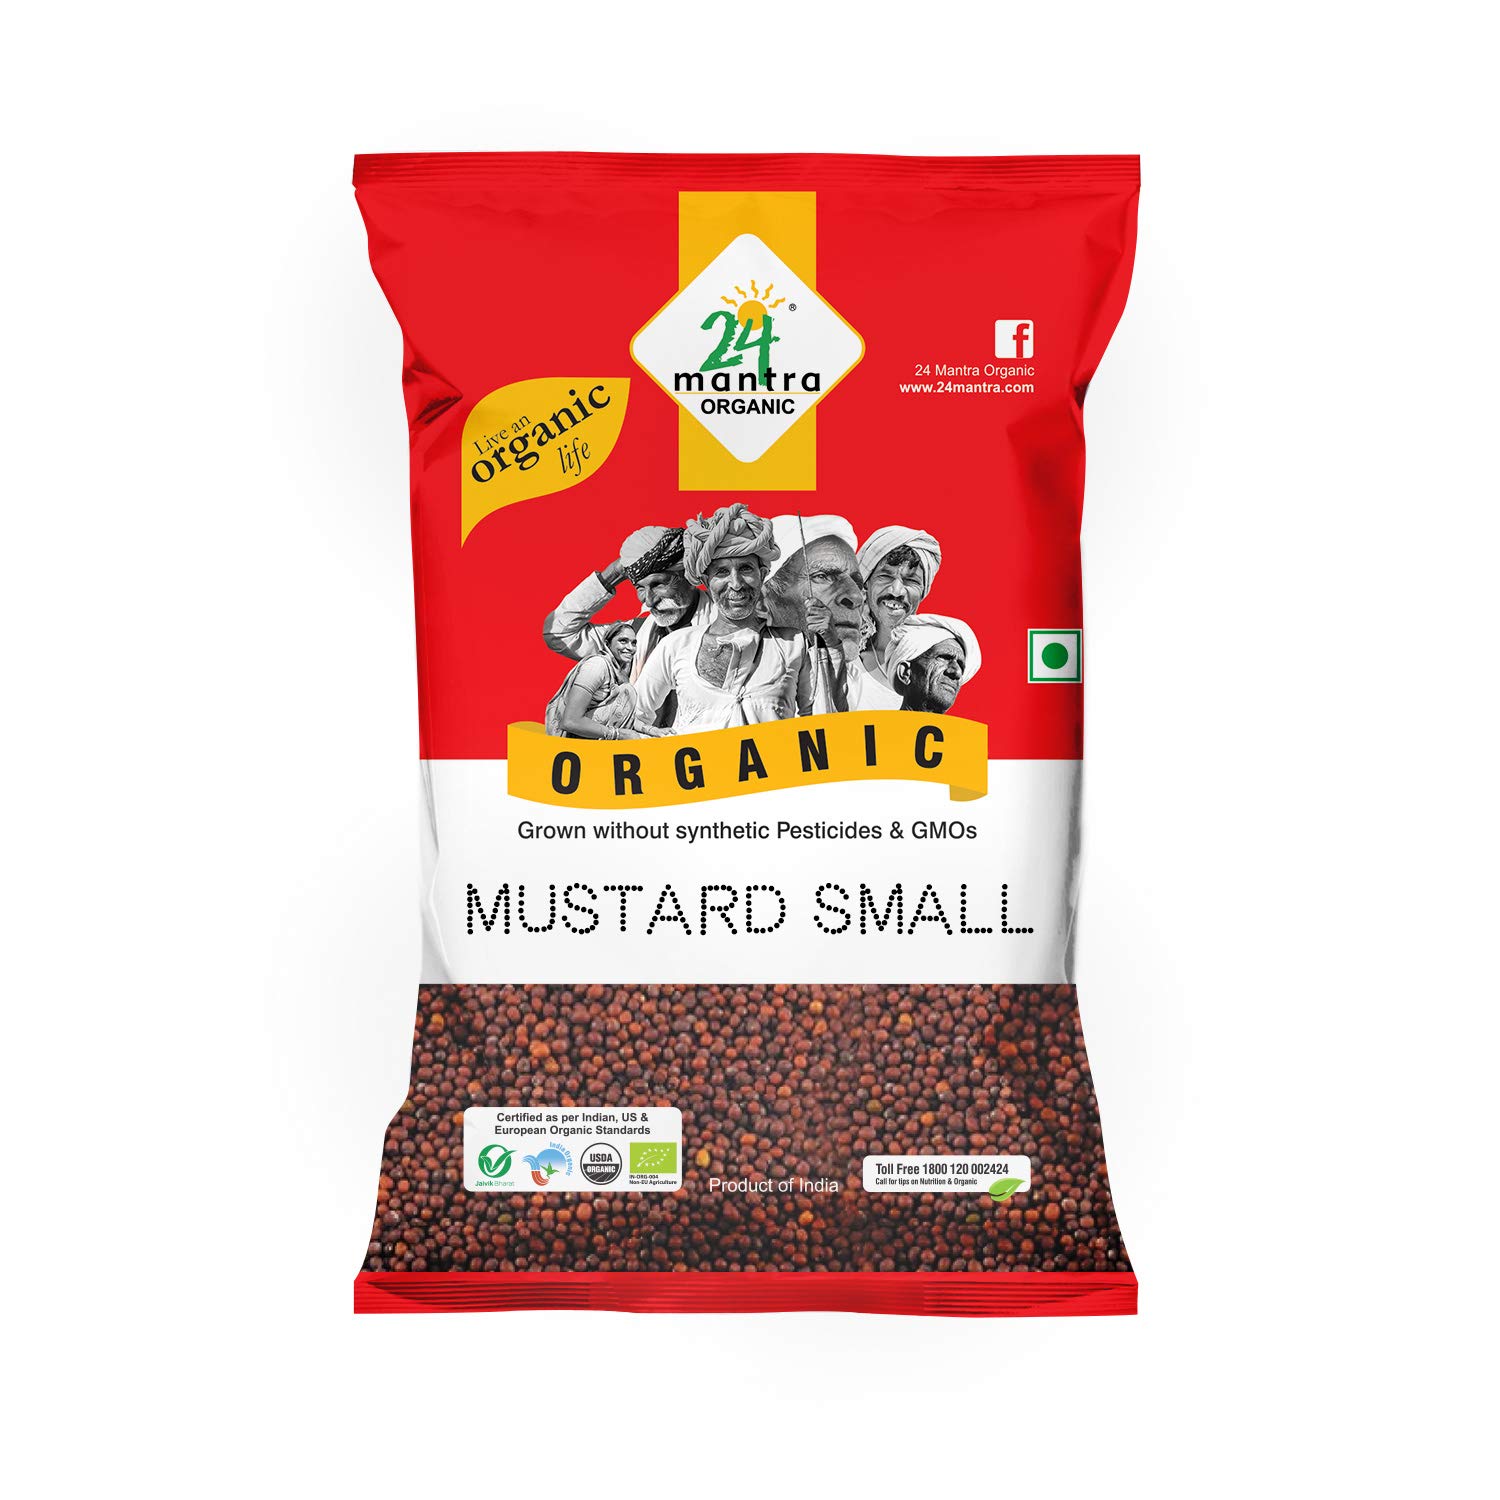 24
®
mantra
ORGANIC
f
24 Mantra Organic
www.24mantra.com
Live an
organic
life
ORGANIC
Grown without synthetic Pesticides & GMOs
MUSTARD SMALL
Certified as per Indian, US &
European Organic Standards
Jaivik Bharat
India Organic
USDA
ORGANIC
IN-ORG-004
Non-EU Agriculture
Product of India
Toll Free 1800 120 002424
Call for tips on Nutrition & Organic